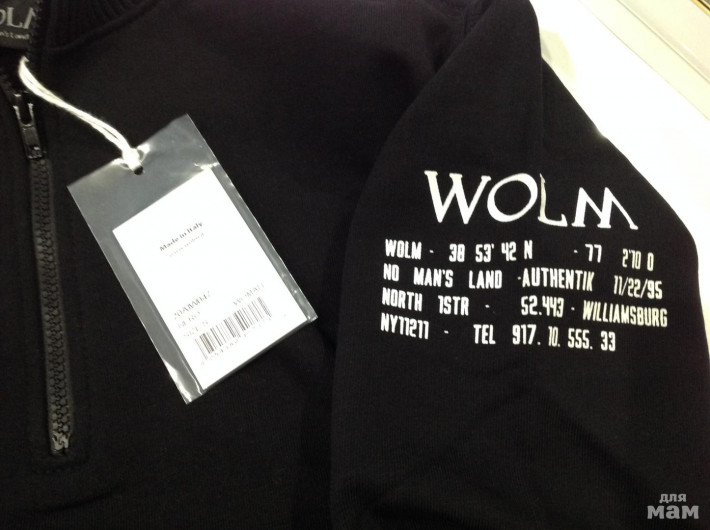 WOLM
WOLM - 38 53' 42 N - 77 2'10 0
NO MAN'S LAND - AUTHENTIK 11/22/95
NORTH 1STR - 52.443 - WILLIAMSBURG
NY11211 - TEL 917. 10. 555. 33
Made in Italy
для
мам